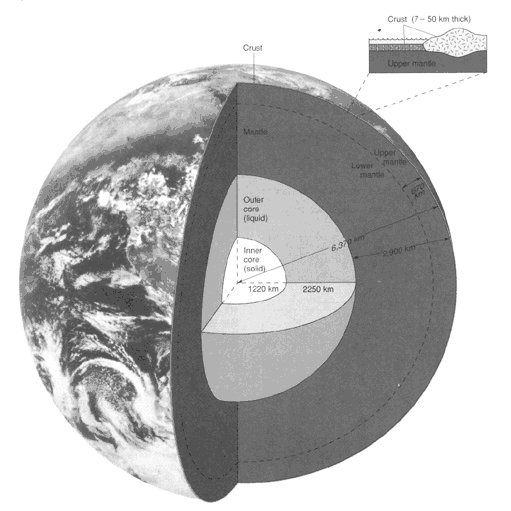 Crust (7 – 50 km thick)
Upper mantle
Crust
Mantle
Upper
mantle
Lower
mantle
670
km
Outer
core
(liquid)
6,370 km
2,900 km
Inner
core
(solid)
1220 km
2250 km